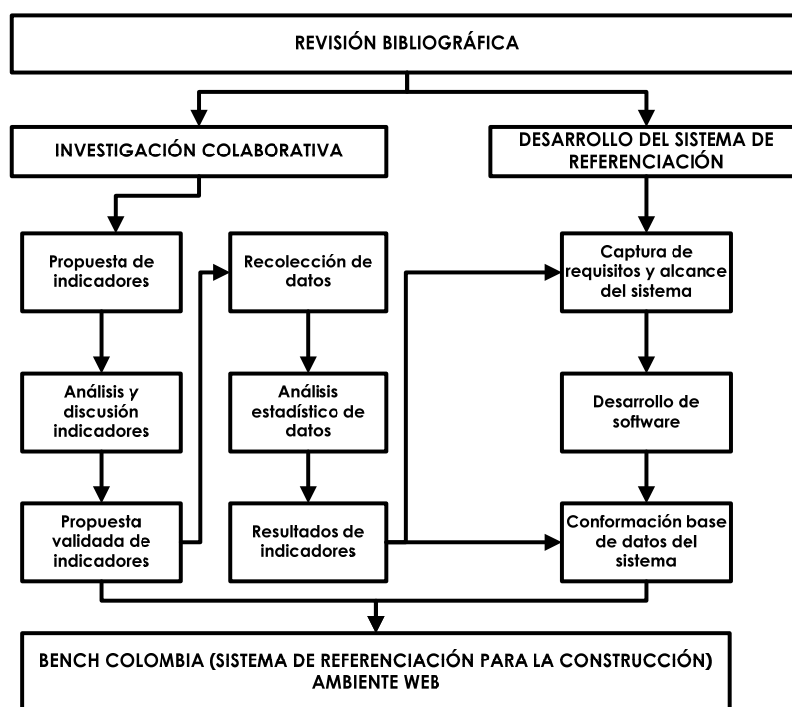 REVISIÓN BIBLIOGRÁFICA
INVESTIGACIÓN COLABORATIVA
DESARROLLO DEL SISTEMA DE
REFERENCIACIÓN
Propuesta de
indicadores
Recolección de
datos
Captura de
requisitos y alcance
del sistema
Análisis y
discusión
indicadores
Análisis
estadístico de
datos
Desarrollo de
software
Propuesta
validada de
indicadores
Resultados de
indicadores
Conformación base
de datos del
sistema
BENCH COLOMBIA (SISTEMA DE REFERENCIACIÓN PARA LA CONSTRUCCIÓN)
AMBIENTE WEB